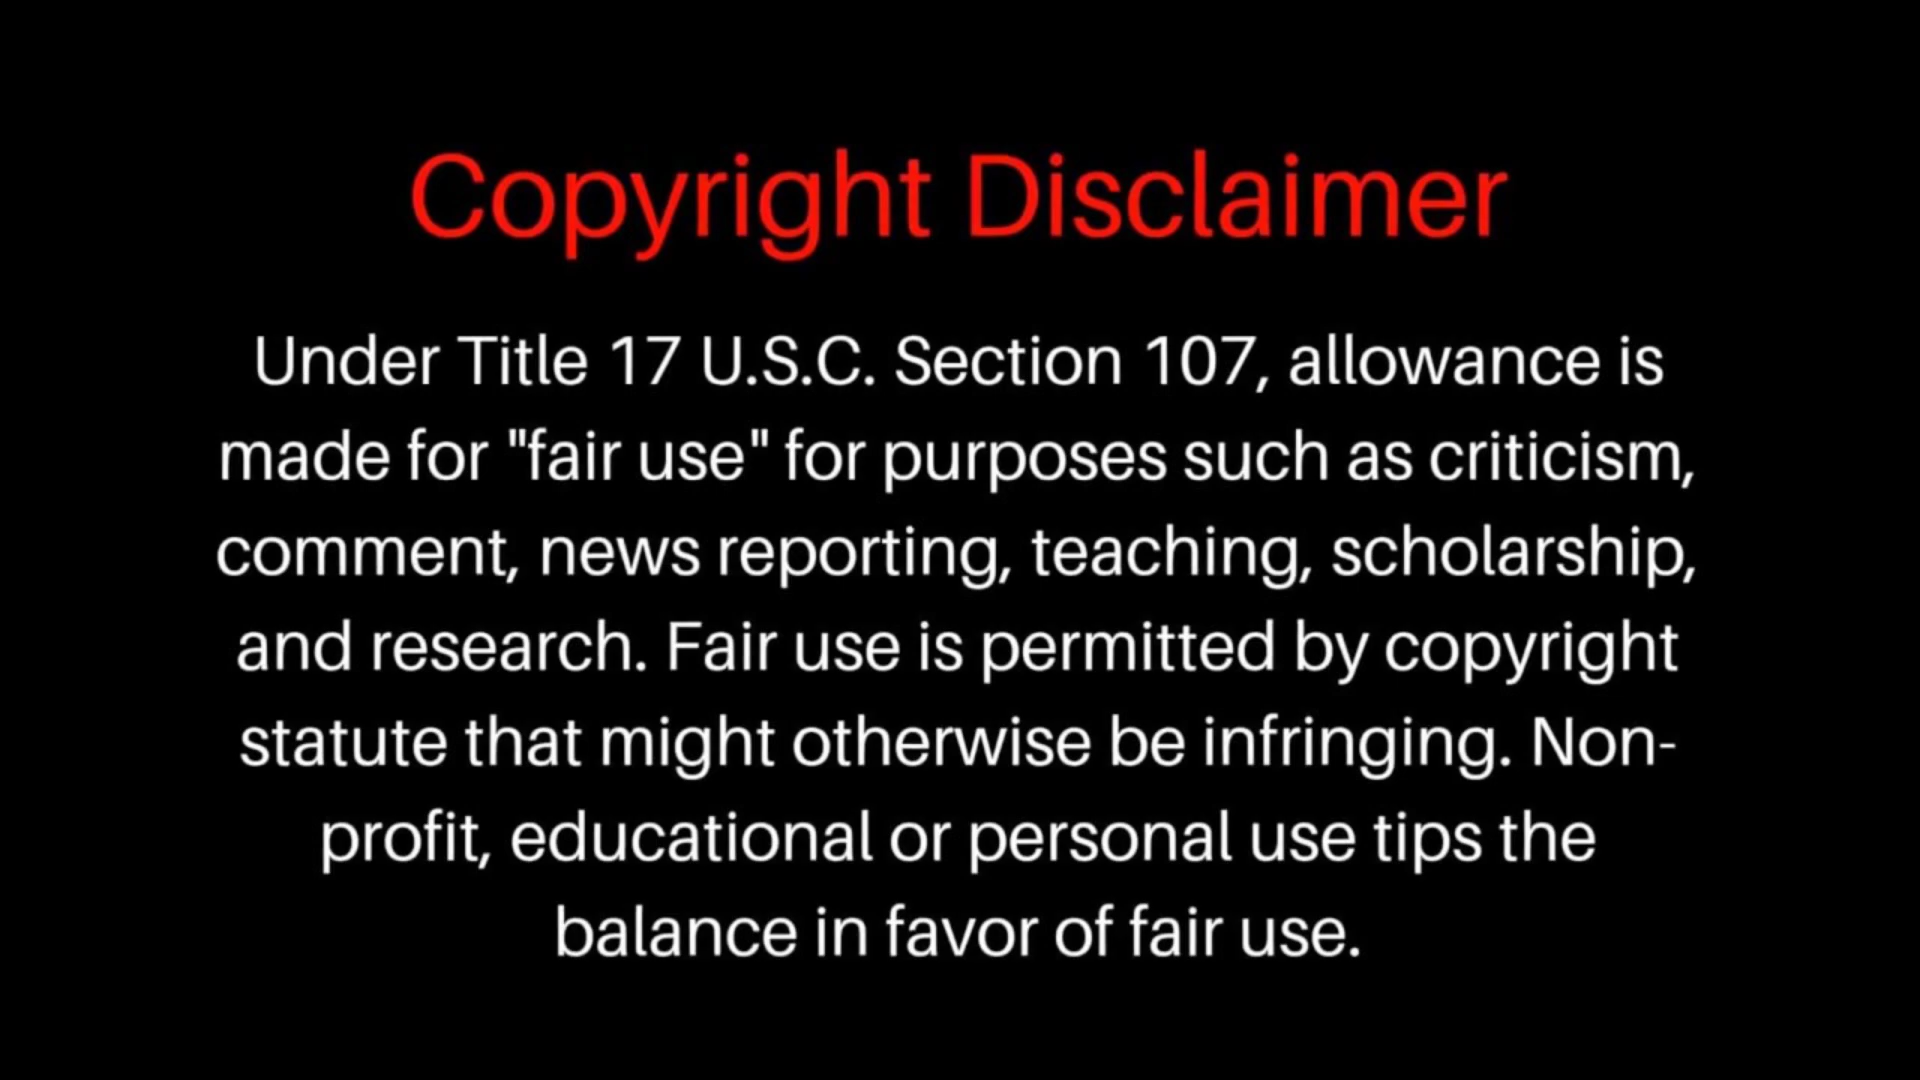 Copyright Disclaimer
Under Title 17 U.S.C. Section 107, allowance is
made for "fair use" for purposes such as criticism,
comment, news reporting, teaching, scholarship,
and research. Fair use is permitted by copyright
statute that might otherwise be infringing. Non-
profit, educational or personal use tips the
balance in favor of fair use.